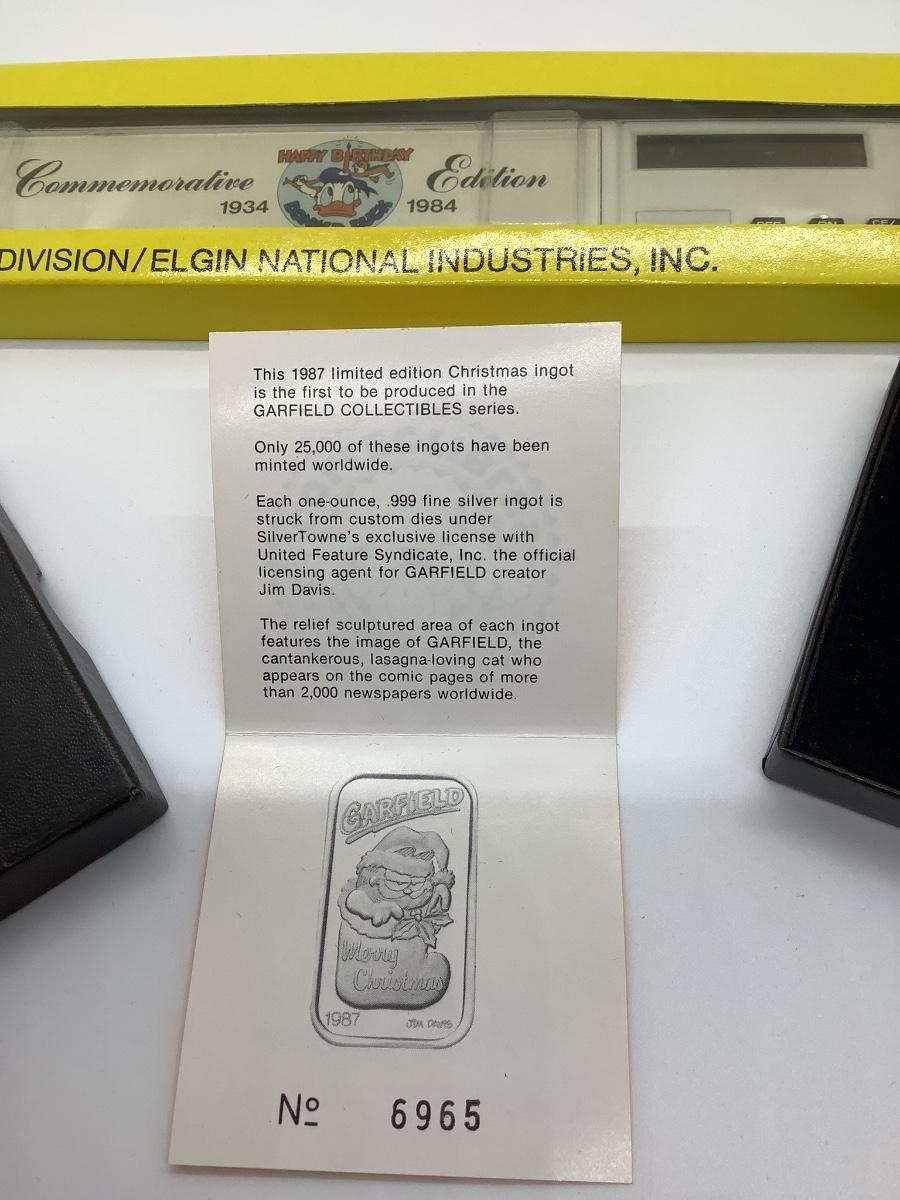 Commemorative HAPPY BIRTHDAY Edition
1934 DONALD DUCK 1984
DIVISION/ELGIN NATIONAL INDUSTRIES, INC.
This 1987 limited edition Christmas ingot
is the first to be produced in the
GARFIELD COLLECTIBLES series.
Only 25,000 of these ingots have been
minted worldwide.
Each one-ounce, .999 fine silver ingot is
struck from custom dies under
SilverTowne's exclusive license with
United Feature Syndicate, Inc. the official
licensing agent for GARFIELD creator
Jim Davis.
The relief sculptured area of each ingot
features the image of GARFIELD, the
cantankerous, lasagna-loving cat who
appears on the comic pages of more
than 2,000 newspapers worldwide.
GARFIELD
Merry
Christmas
1987 JIM DAVIS
Nº 6965